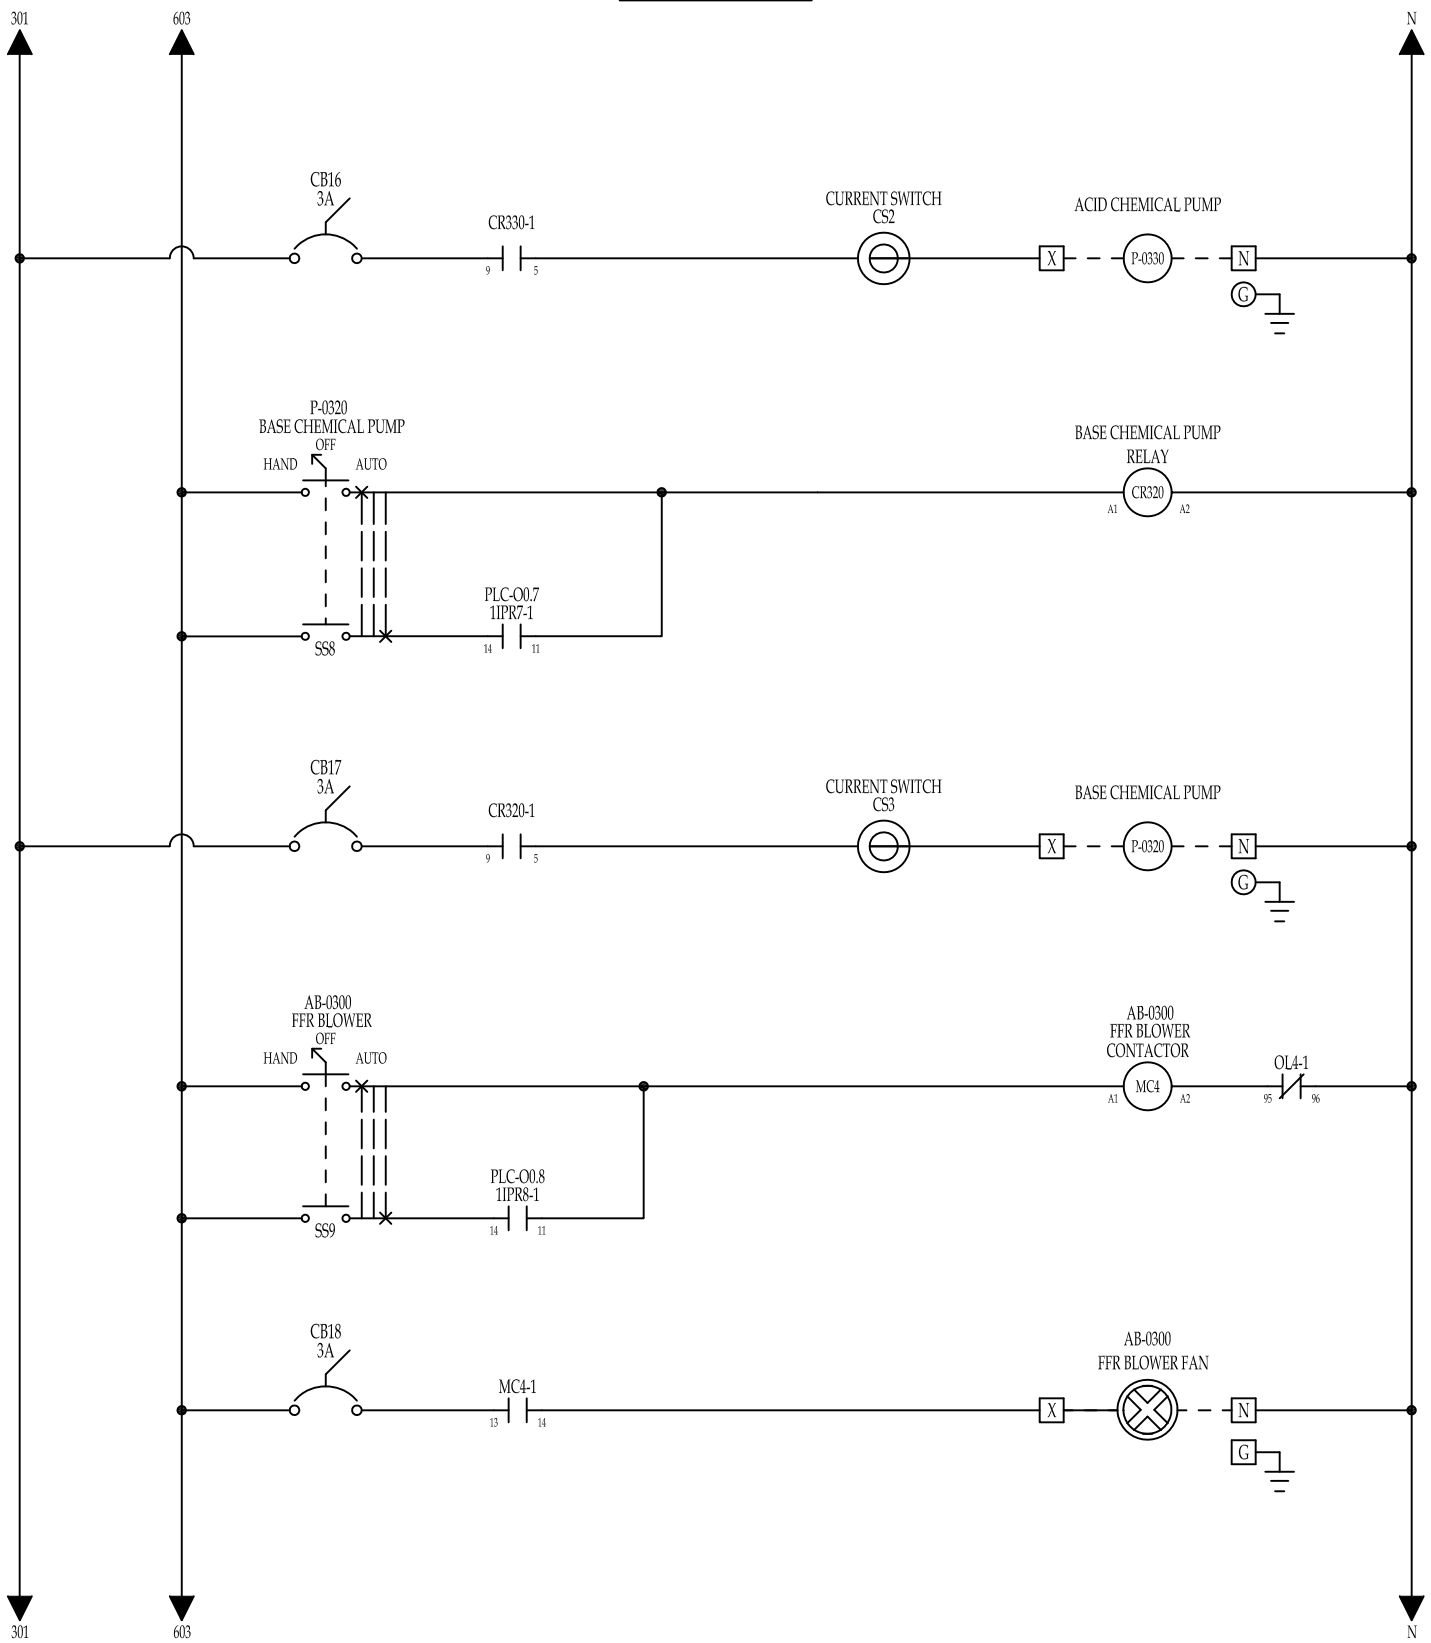 301 603 N
CB16
3A
CR330-1
9 5
CURRENT SWITCH
CS2
ACID CHEMICAL PUMP
X P-0330 N
G
P-0320
BASE CHEMICAL PUMP
OFF
HAND AUTO
SS8
PLC-O0.7
1IPR7-1
14 11
BASE CHEMICAL PUMP
RELAY
CR320
A1 A2
CB17
3A
CR320-1
9 5
CURRENT SWITCH
CS3
BASE CHEMICAL PUMP
X P-0320 N
G
AB-0300
FFR BLOWER
OFF
HAND AUTO
SS9
PLC-O0.8
1IPR8-1
14 11
AB-0300
FFR BLOWER
CONTACTOR
MC4
A1 A2
OL4-1
95 96
CB18
3A
MC4-1
13 14
AB-0300
FFR BLOWER FAN
X N
G
301 603 N